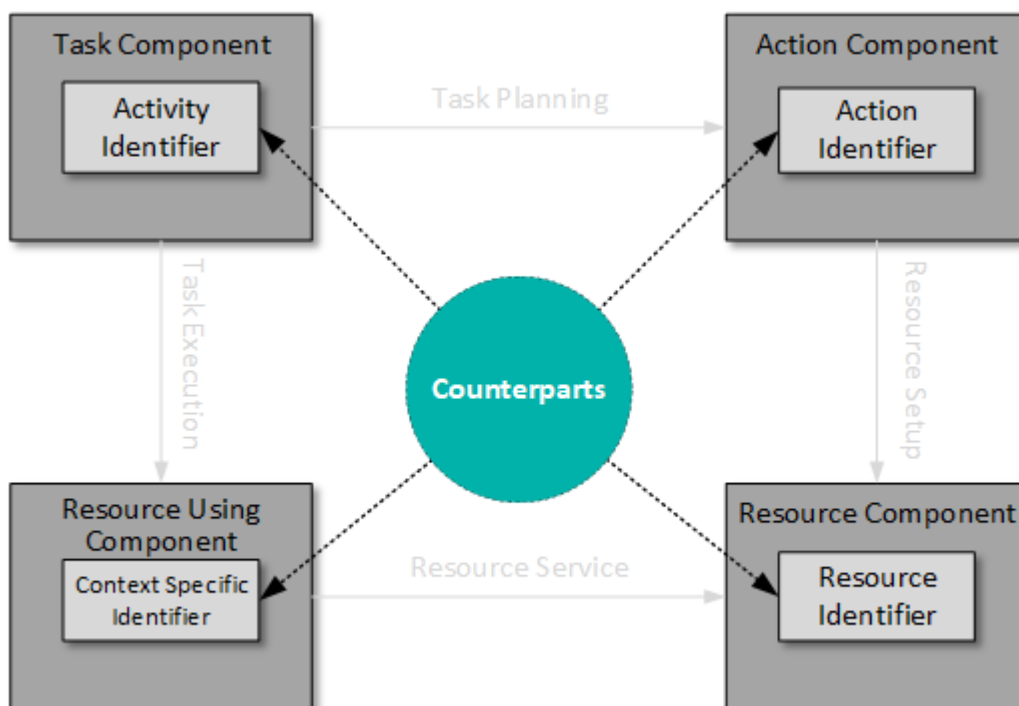 Task Component
Activity
Identifier
Task Planning
Action Component
Action
Identifier
Task Execution
Counterparts
Resource Setup
Resource Using
Component
Context Specific
Identifier
Resource Service
Resource Component
Resource
Identifier